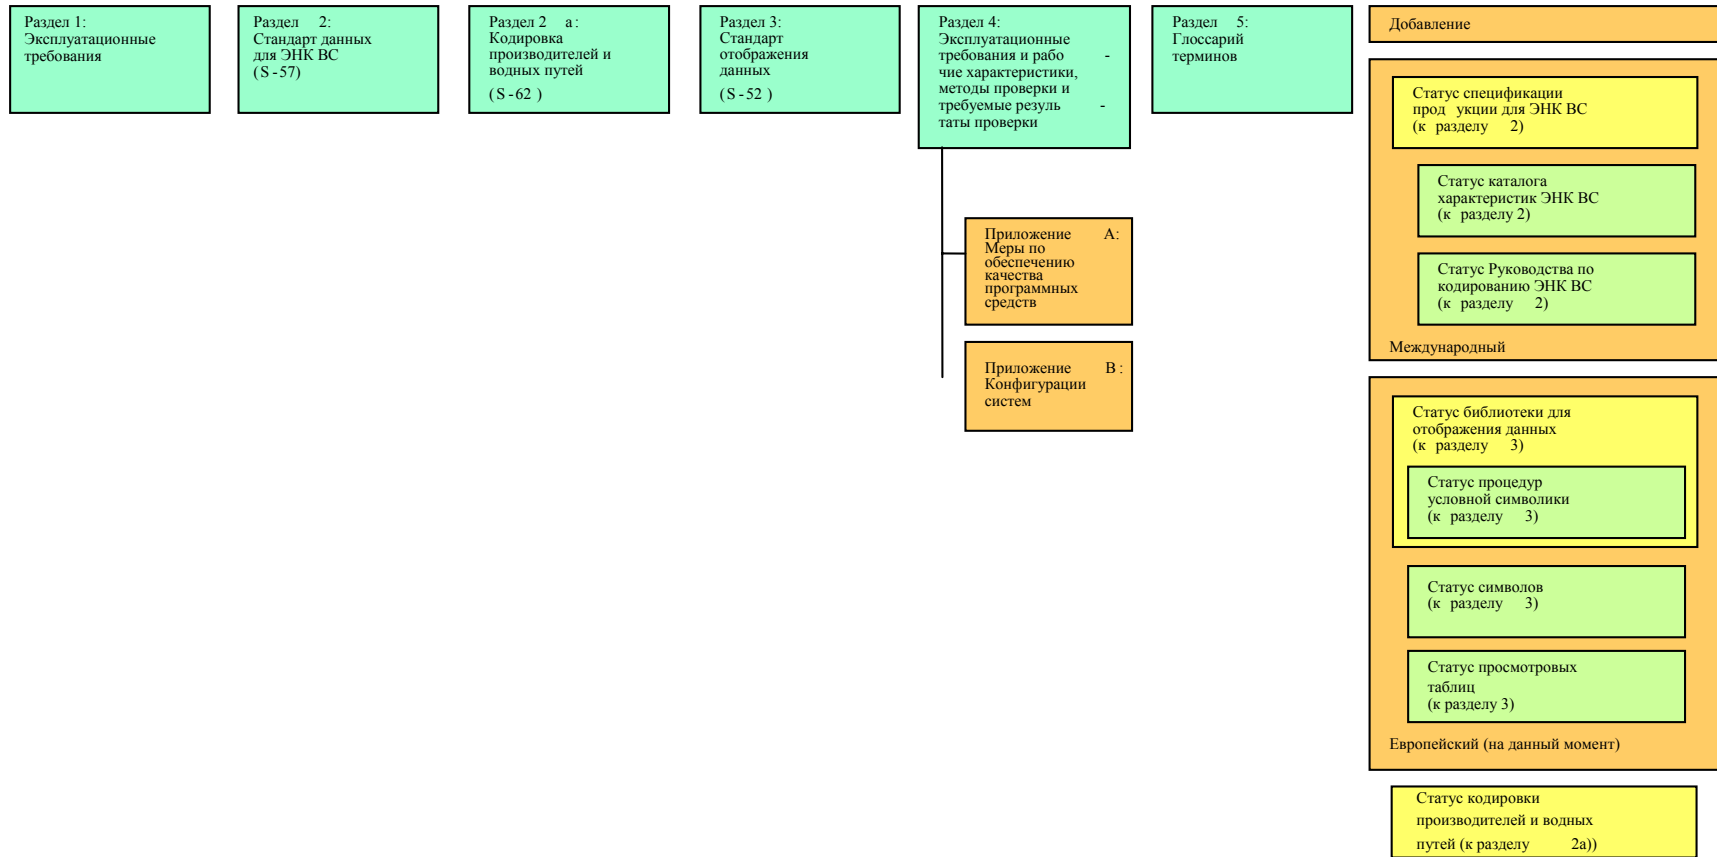 Раздел 1:
Эксплуатационные
требования
Раздел 2:
Стандарт данных
для ЭНК ВС
(S-57)
Раздел 2 а:
Кодировка
производителей и
водных путей
(S-62 )
Раздел 3:
Стандарт
отображения
данных
(S-52 )
Раздел 4:
Эксплуатационные
требования и рабо -
чие характеристики,
методы проверки и
требуемые резуль -
таты проверки
Раздел 5:
Глоссарий
терминов
Приложение А:
Меры по
обеспечению
качества
программных
средств
Приложение В:
Конфигурации
систем
Добавление
Статус спецификации
прод укции для ЭНК ВС
(к разделу 2)
Статус каталога
характеристик ЭНК ВС
(к разделу 2)
Статус Руководства по
кодированию ЭНК ВС
(к разделу 2)
Международный
Статус библиотеки для
отображения данных
(к разделу 3)
Статус процедур
условной символики
(к разделу 3)
Статус символов
(к разделу 3)
Статус просмотровых
таблиц
(к разделу 3)
Европейский (на данный момент)
Статус кодировки
производителей и водных
путей (к разделу 2а))